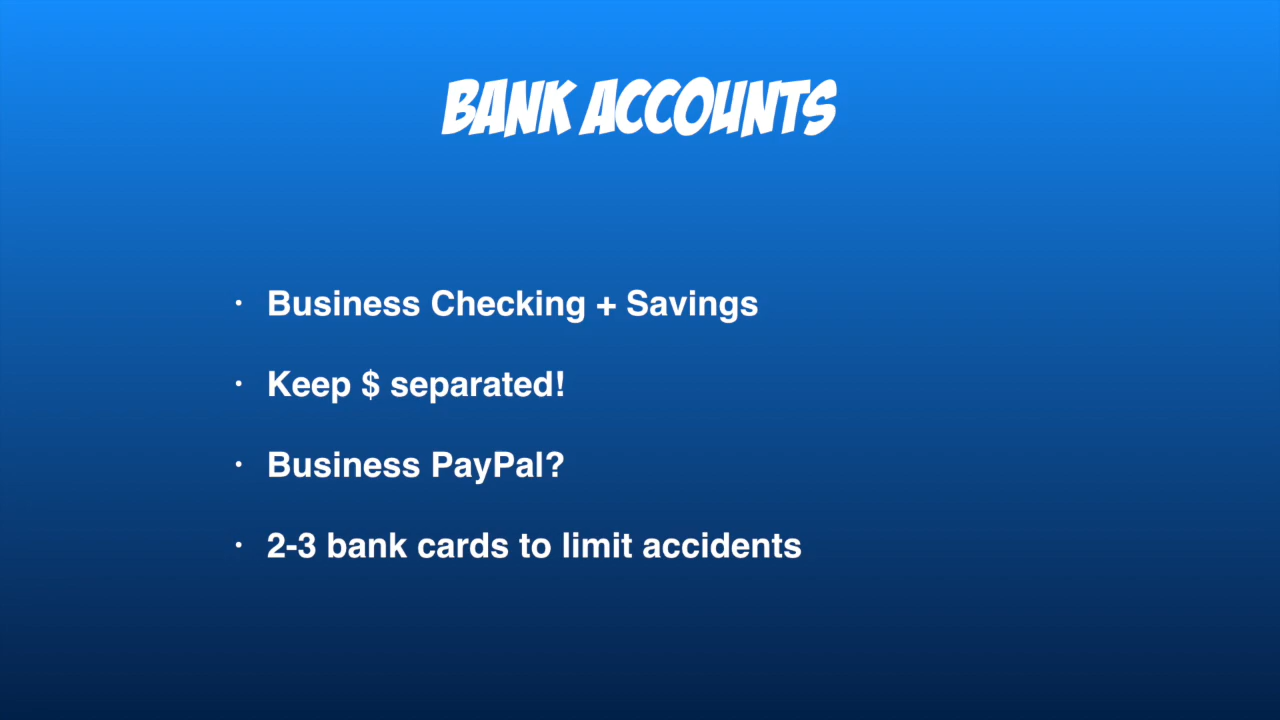 BANK ACCOUNTS
• Business Checking + Savings
• Keep $ separated!
• Business PayPal?
• 2-3 bank cards to limit accidents